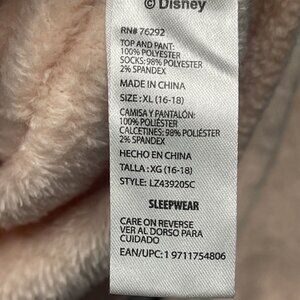 © Disney
RN# 76292
TOP AND PANT:
100% POLYESTER
SOCKS: 98% POLYESTER
2% SPANDEX
MADE IN CHINA
SIZE : XL (16-18)
CAMISA Y PANTALÓN:
100% POLIÉSTER
CALCETINES: 98% POLIÉSTER
2% SPANDEX
HECHO EN CHINA
TALLA : XG (16-18)
STYLE: LZ43920SC
SLEEPWEAR
CARE ON REVERSE
VER AL DORSO PARA
CUIDADO
EAN/UPC: 1 9711754806